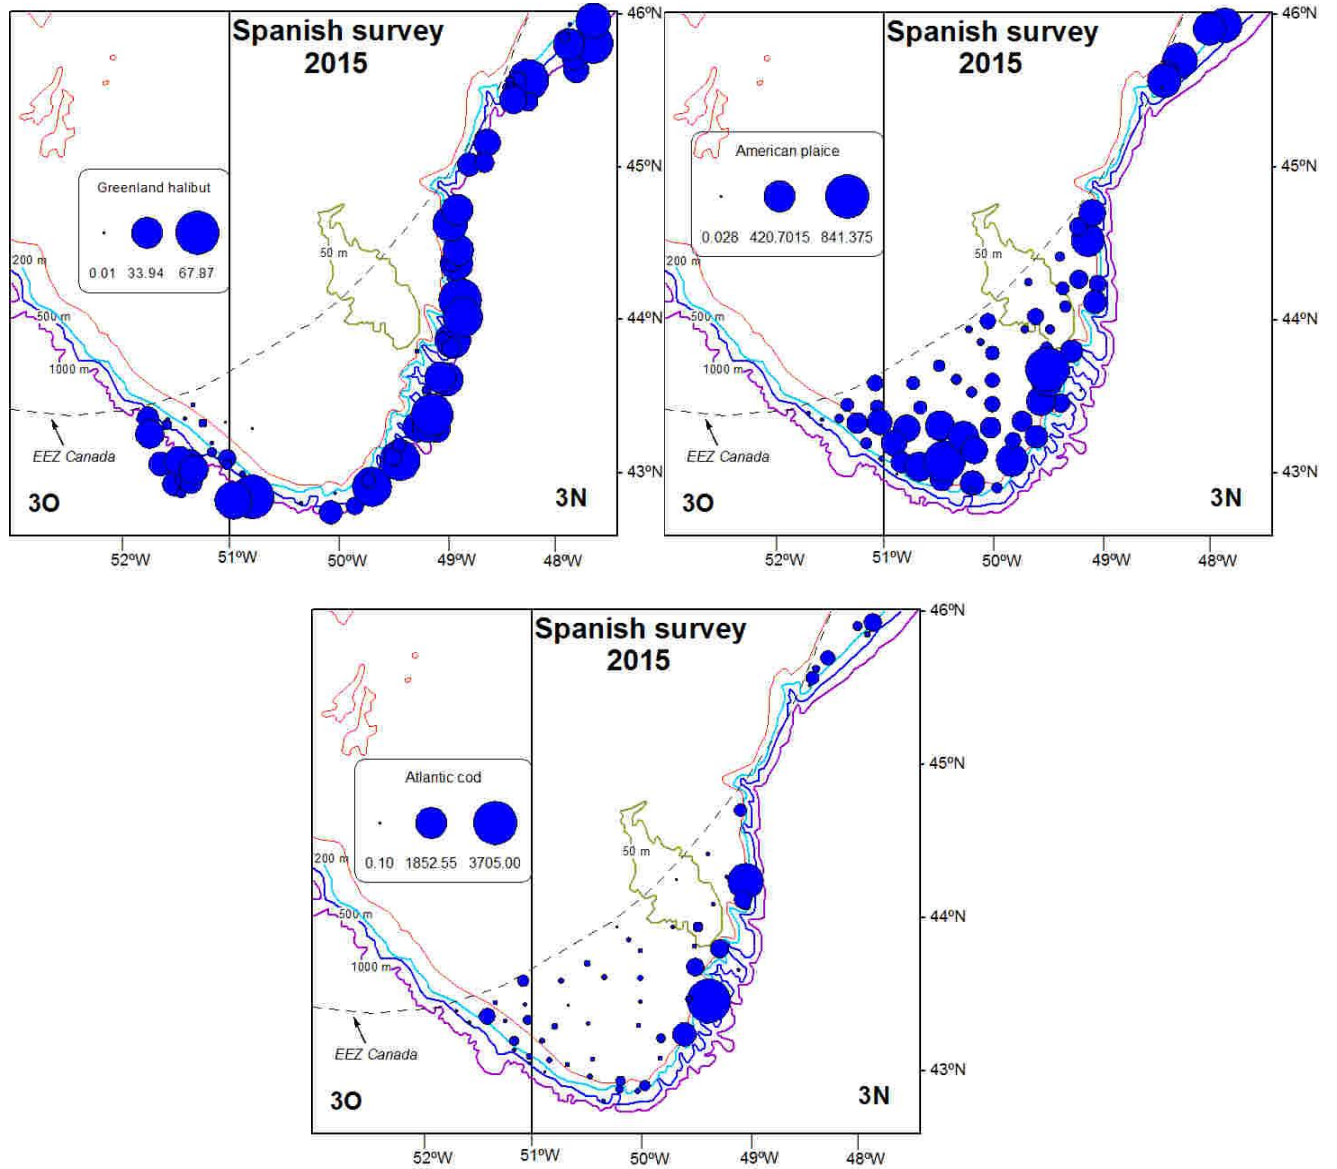 Spanish survey
2015
46ºN
Greenland halibut
0.01 33.94 67.87
45ºN
50 m
200 m
500 m
44ºN
1000 m
EEZ Canada
43ºN
3O
3N
52ºW 51ºW 50ºW 49ºW 48ºW
Spanish survey
2015
46ºN
American plaice
0.028 420.7015 841.375
45ºN
50 m
200 m
500 m
44ºN
1000 m
EEZ Canada
43ºN
3O
3N
52ºW 51ºW 50ºW 49ºW 48ºW
Spanish survey
2015
46ºN
Atlantic cod
0.10 1852.55 3705.00
45ºN
50 m
200 m
500 m
44ºN
1000 m
EEZ Canada
43ºN
3O
3N
52ºW 51ºW 50ºW 49ºW 48ºW